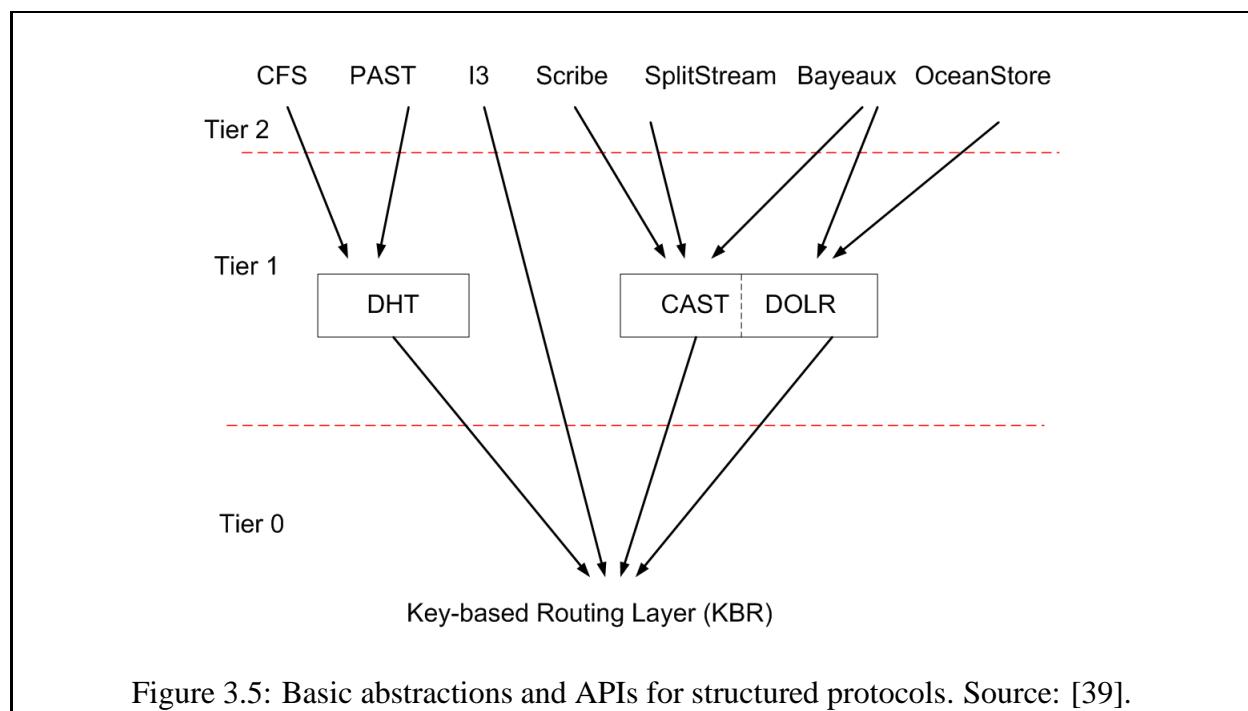 CFS PAST I3 Scribe SplitStream Bayeaux OceanStore
Tier 2
Tier 1
DHT CAST DOLR
Tier 0
Key-based Routing Layer (KBR)
Figure 3.5: Basic abstractions and APIs for structured protocols. Source: [39].